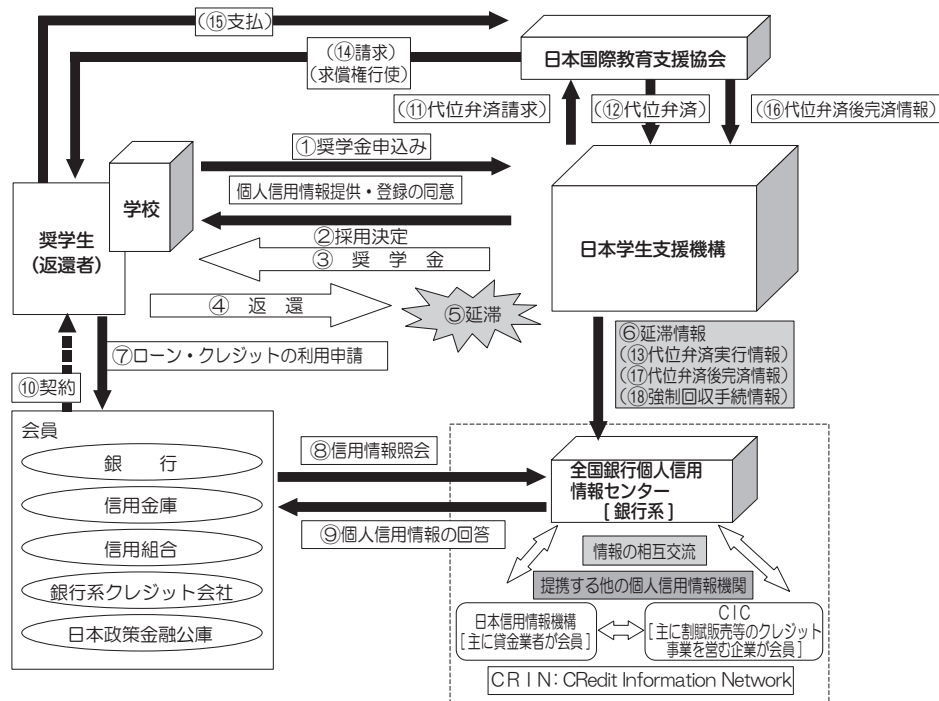 (⑮支払)
(⑭請求)
(求償権行使)
日本国際教育支援協会
(⑪代位弁済請求)
(⑫代位弁済)
(⑯代位弁済後完済情報)
①奨学金申込み
個人信用情報提供・登録の同意
学校
奨学生
(返還者)
②採用決定
③ 奨 学 金
日本学生支援機構
④ 返 還
⑤延滞
⑥延滞情報
(⑬代位弁済実行情報)
(⑰代位弁済後完済情報)
(⑱強制回収手続情報)
⑦ローン・クレジットの利用申請
⑩契約
会員
銀 行
信用金庫
信用組合
銀行系クレジット会社
日本政策金融公庫
⑧信用情報照会
⑨個人信用情報の回答
全国銀行個人信用
情報センター
[銀行系]
情報の相互交流
提携する他の個人信用情報機関
日本信用情報機構
[主に貸金業者が会員]
CIC
[主に割賦販売等のクレジット
事業を営む企業が会員]
CRIN:CRedit Information Network